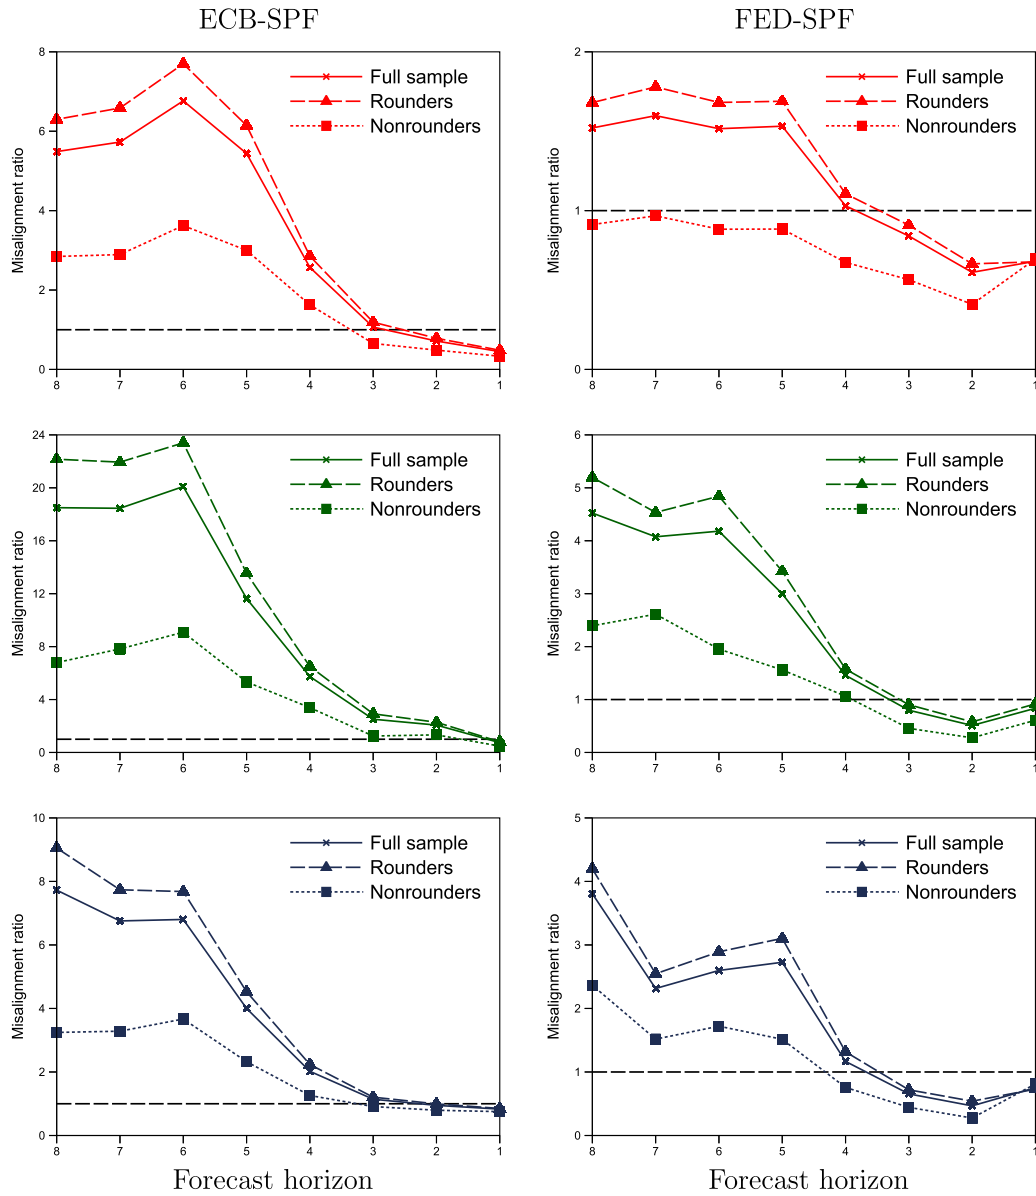 ECB-SPF
FED-SPF
8
6
4
2
0
Misalignment ratio
Full sample
Rounders
Nonrounders
8 7 6 5 4 3 2 1
2
1
0
Misalignment ratio
Full sample
Rounders
Nonrounders
8 7 6 5 4 3 2 1
24
20
16
12
8
4
0
Misalignment ratio
Full sample
Rounders
Nonrounders
8 7 6 5 4 3 2 1
6
5
4
3
2
1
0
Misalignment ratio
Full sample
Rounders
Nonrounders
8 7 6 5 4 3 2 1
10
8
6
4
2
0
Misalignment ratio
Full sample
Rounders
Nonrounders
8 7 6 5 4 3 2 1
Forecast horizon
5
4
3
2
1
0
Misalignment ratio
Full sample
Rounders
Nonrounders
8 7 6 5 4 3 2 1
Forecast horizon